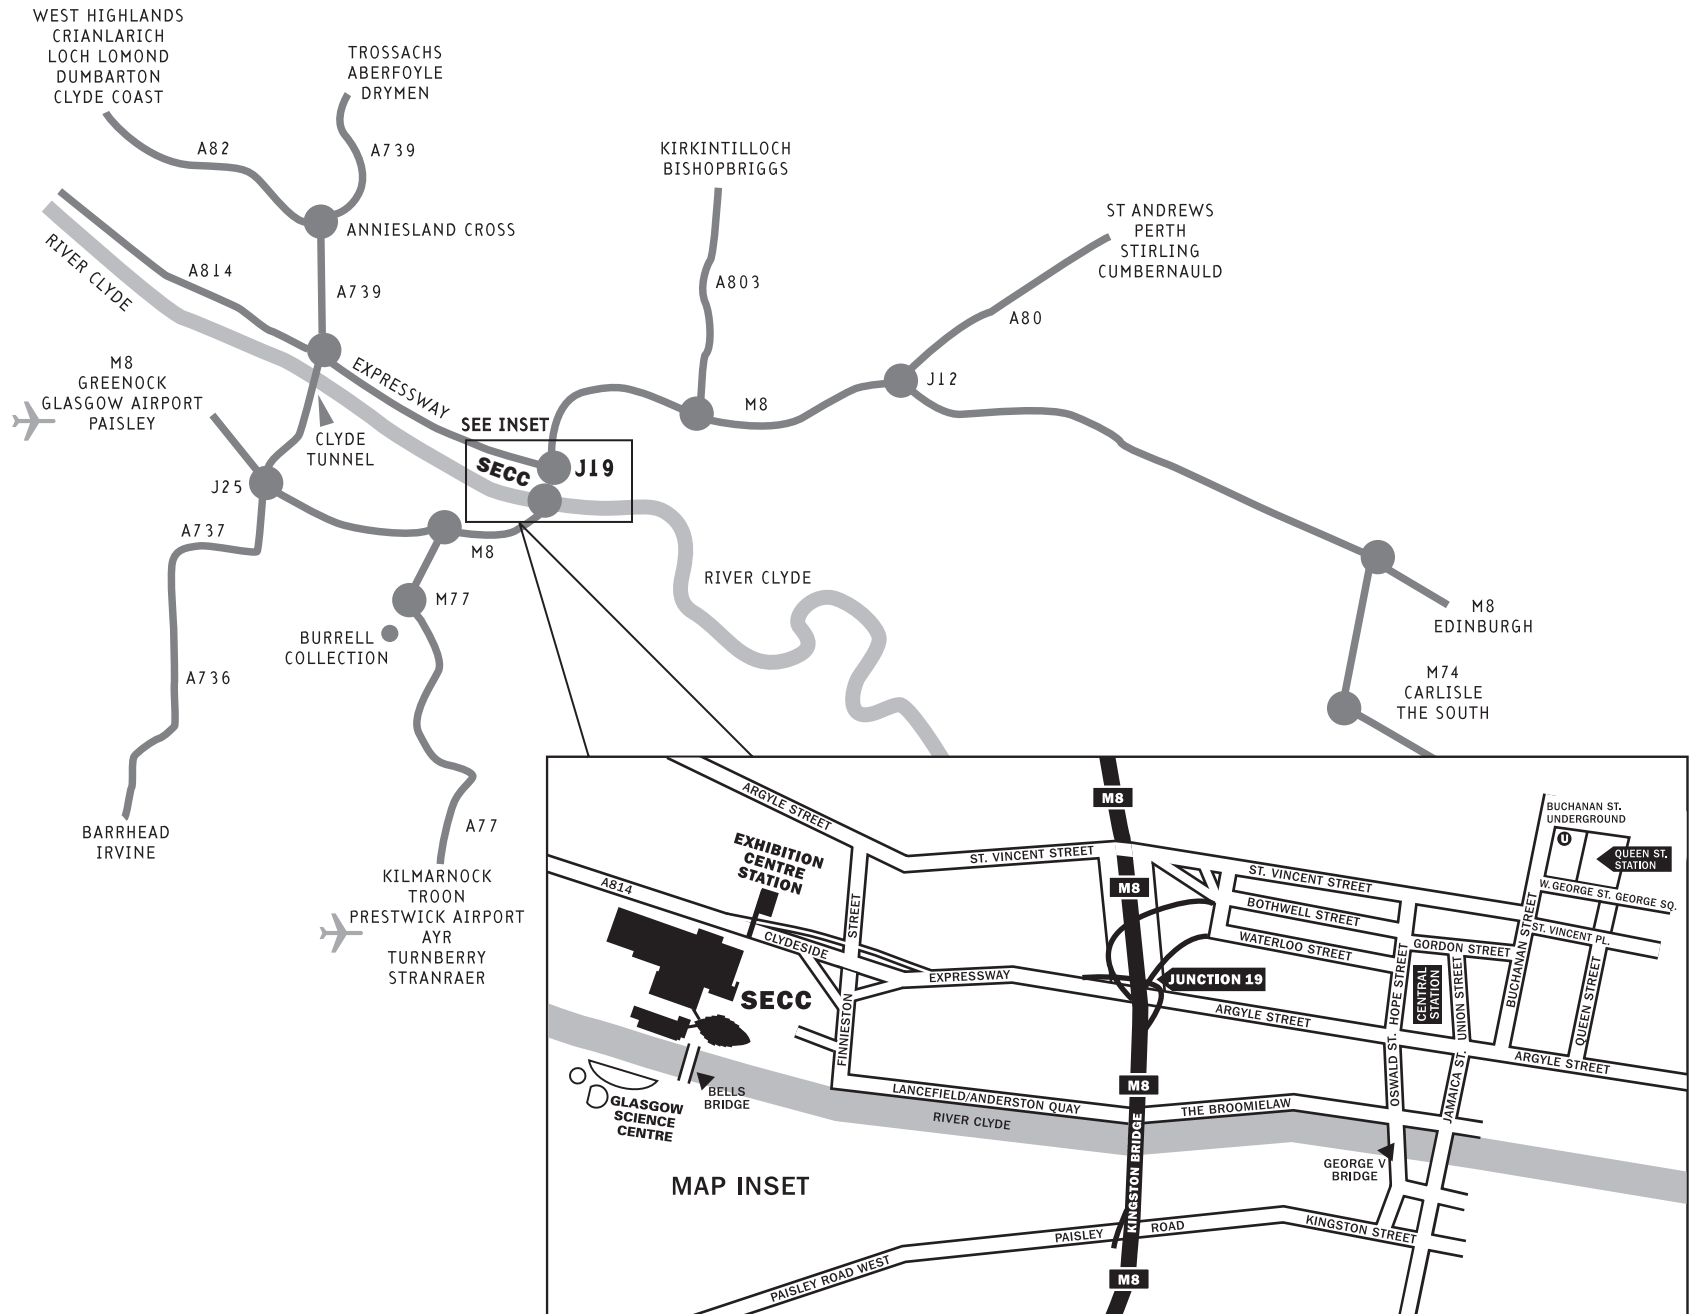 WEST HIGHLANDS
CRIANLARICH
LOCH LOMOND
DUMBARTON
CLYDE COAST
TROSSACHS
ABERFOYLE
DRYMEN
A82
A739
KIRKINTILLOCH
BISHOPBRIGGS
ANNIESLAND CROSS
ST ANDREWS
PERTH
STIRLING
CUMBERNAULD
RIVER CLYDE
A814
A739
A803
A80
M8
GREENOCK
GLASGOW AIRPORT
PAISLEY
EXPRESSWAY
J12
M8
SEE INSET
CLYDE
TUNNEL
SECC
J19
J25
A737
M8
RIVER CLYDE
M77
BURRELL
COLLECTION
M8
EDINBURGH
A736
M74
CARLISLE
THE SOUTH
A77
BARRHEAD
IRVINE
KILMARNOCK
TROON
PRESTWICK AIRPORT
AYR
TURNBERRY
STRANRAER
ARGYLE STREET
M8
BUCHANAN ST.
UNDERGROUND
U
QUEEN ST.
STATION
EXHIBITION
CENTRE
STATION
ST. VINCENT STREET
ST. VINCENT STREET
M8
A814
W. GEORGE ST. GEORGE SQ.
BOTHWELL STREET
ST. VINCENT PL.
WATERLOO STREET
GORDON STREET
CLYDESIDE
EXPRESSWAY
FINNIESTON
STREET
JUNCTION 19
HOPE STREET
CENTRAL
STATION
UNION STREET
BUCHANAN STREET
QUEEN STREET
SECC
ARGYLE STREET
ARGYLE STREET
OSWALD ST.
JAMAICA ST.
M8
BELLS
BRIDGE
LANCEFIELD/ANDERSTON QUAY
THE BROOMIELAW
GLASGOW
SCIENCE
CENTRE
RIVER CLYDE
KINGSTON BRIDGE
GEORGE V
BRIDGE
MAP INSET
PAISLEY
ROAD
KINGSTON STREET
PAISLEY ROAD WEST
M8